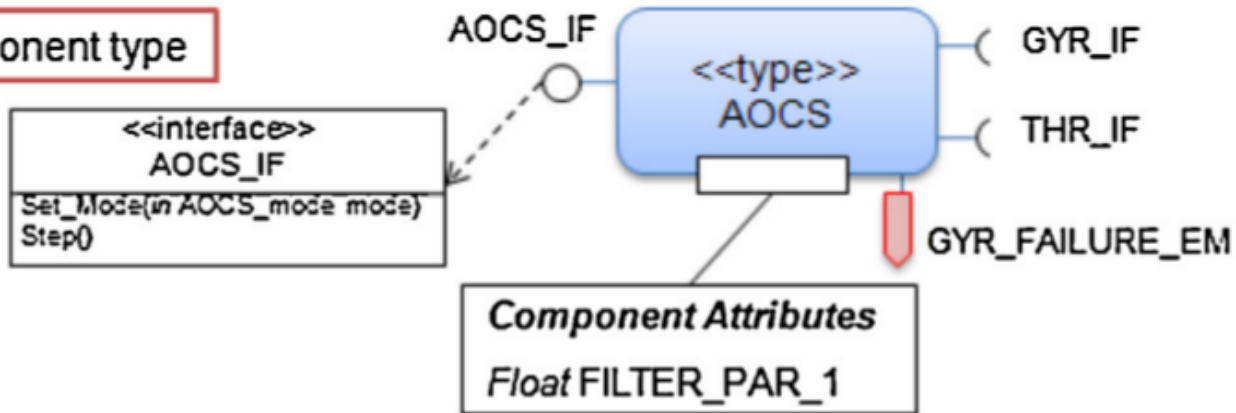 onent type
AOCS_IF
<<type>>
AOCS
GYR_IF
THR_IF
<<interface>>
AOCS_IF
Set_Mode(in AOCS_mode mode)
Step()
GYR_FAILURE_EM
Component Attributes
Float FILTER_PAR_1